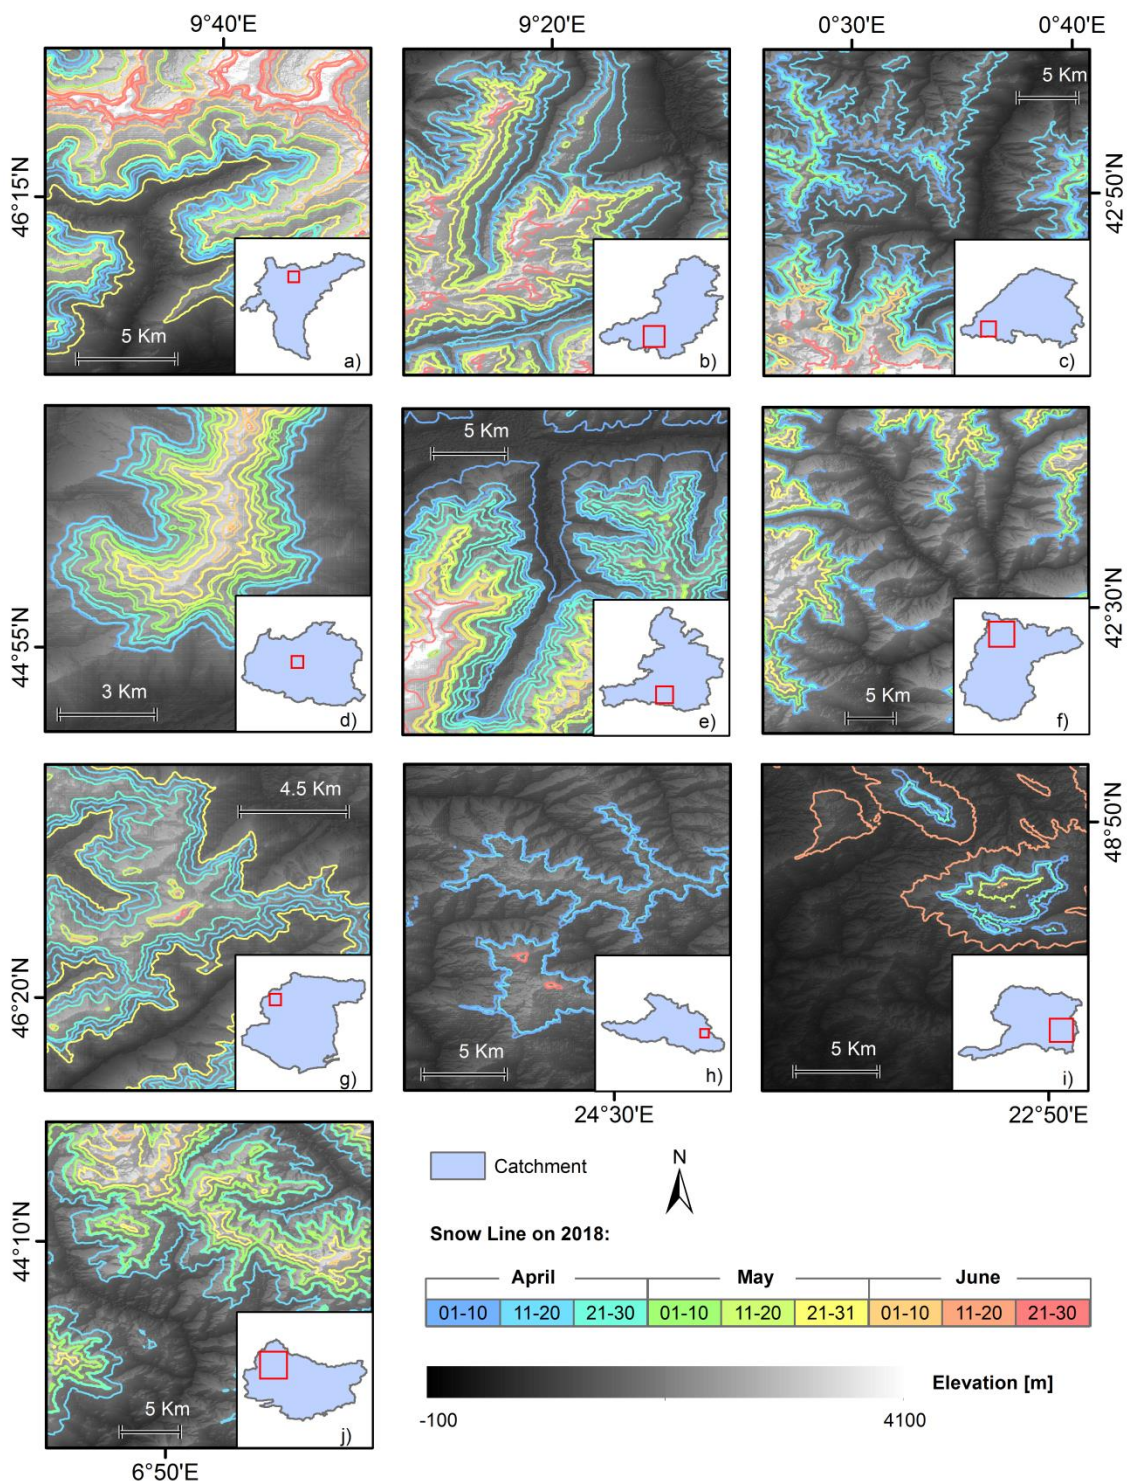 9°40'E
9°20'E
0°30'E
0°40'E
46°15'N
5 Km
a)
b)
5 Km
c)
42°50'N
44°55'N
3 Km
d)
5 Km
e)
5 Km
f)
42°30'N
46°20'N
4.5 Km
g)
5 Km
h)
5 Km
i)
48°50'N
24°30'E
22°50'E
44°10'N
5 Km
j)
6°50'E
Catchment
N
Snow Line on 2018:
April May June
01-10 11-20 21-30 01-10 11-20 21-31 01-10 11-20 21-30
Elevation [m]
-100 4100